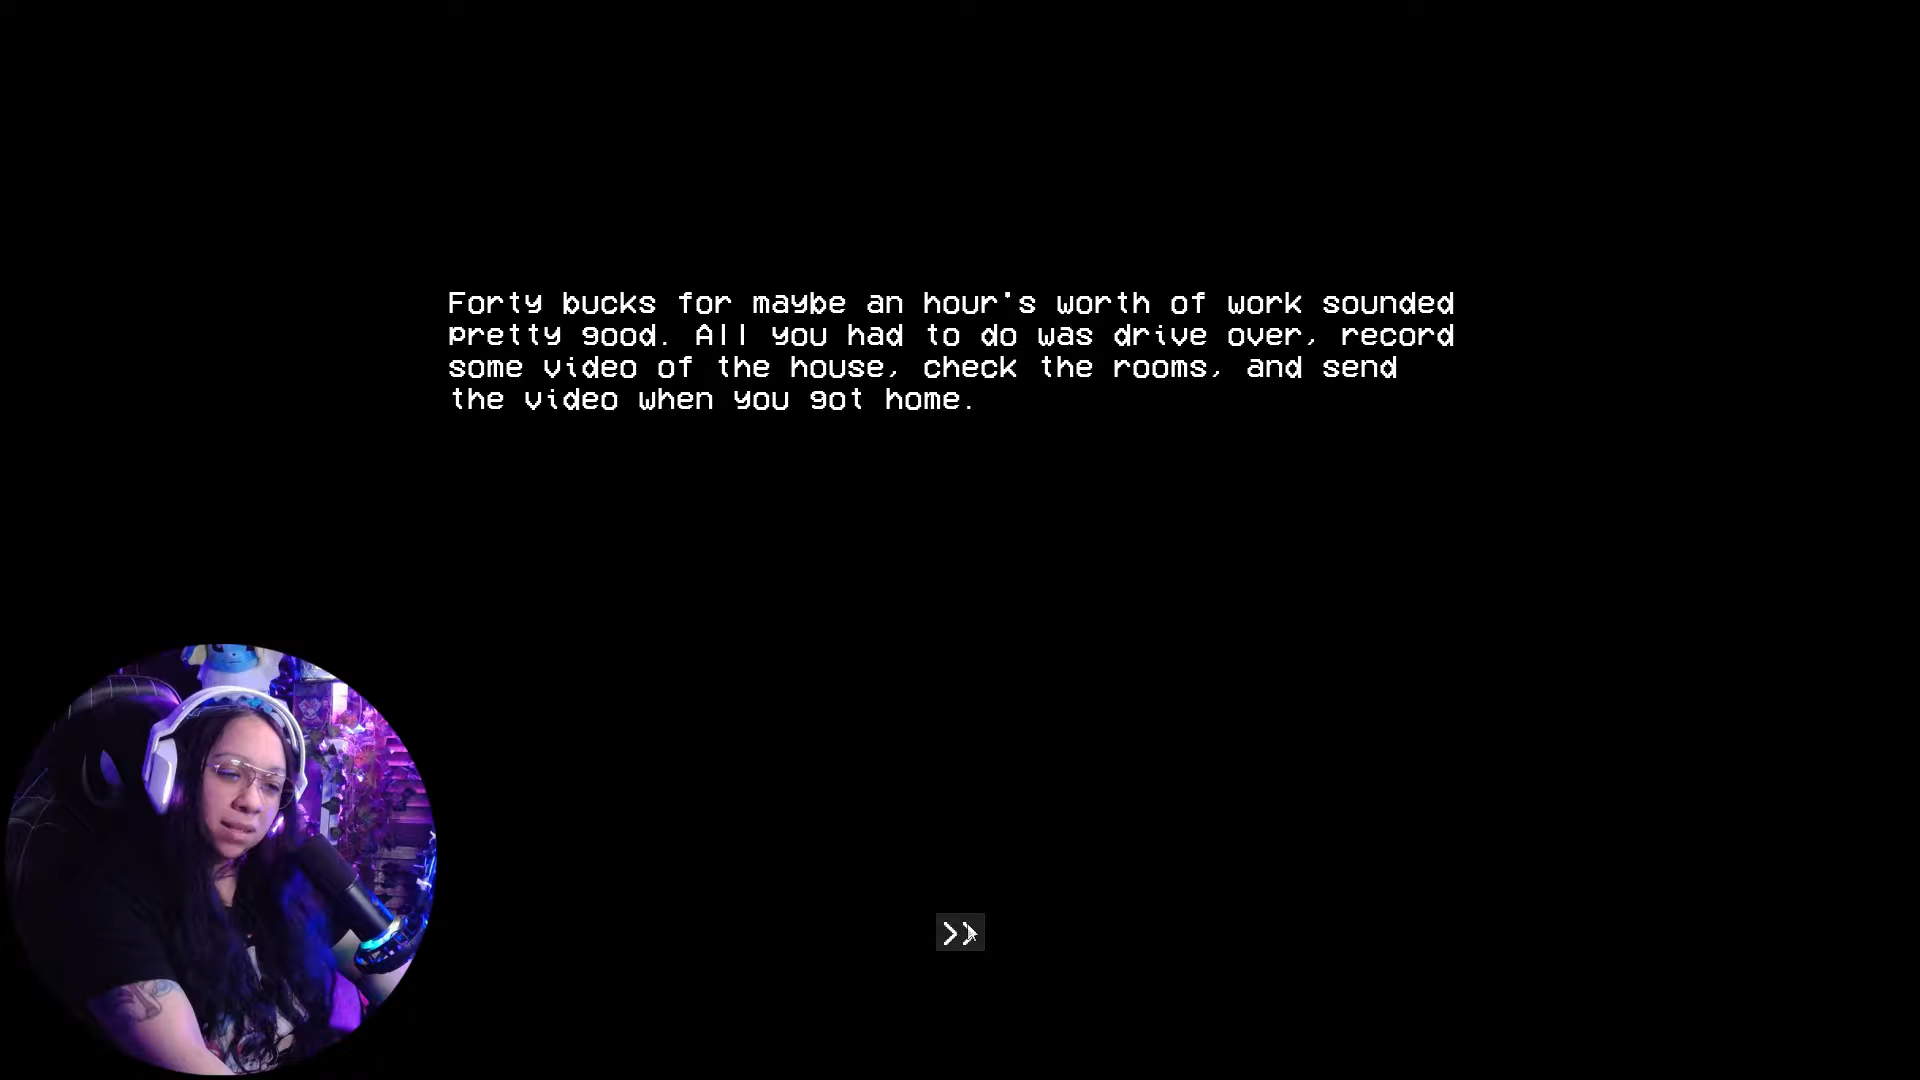 Forty bucks for maybe an hour's worth of work sounded
pretty good. All you had to do was drive over, record
some video of the house, check the rooms, and send
the video when you got home.
>>